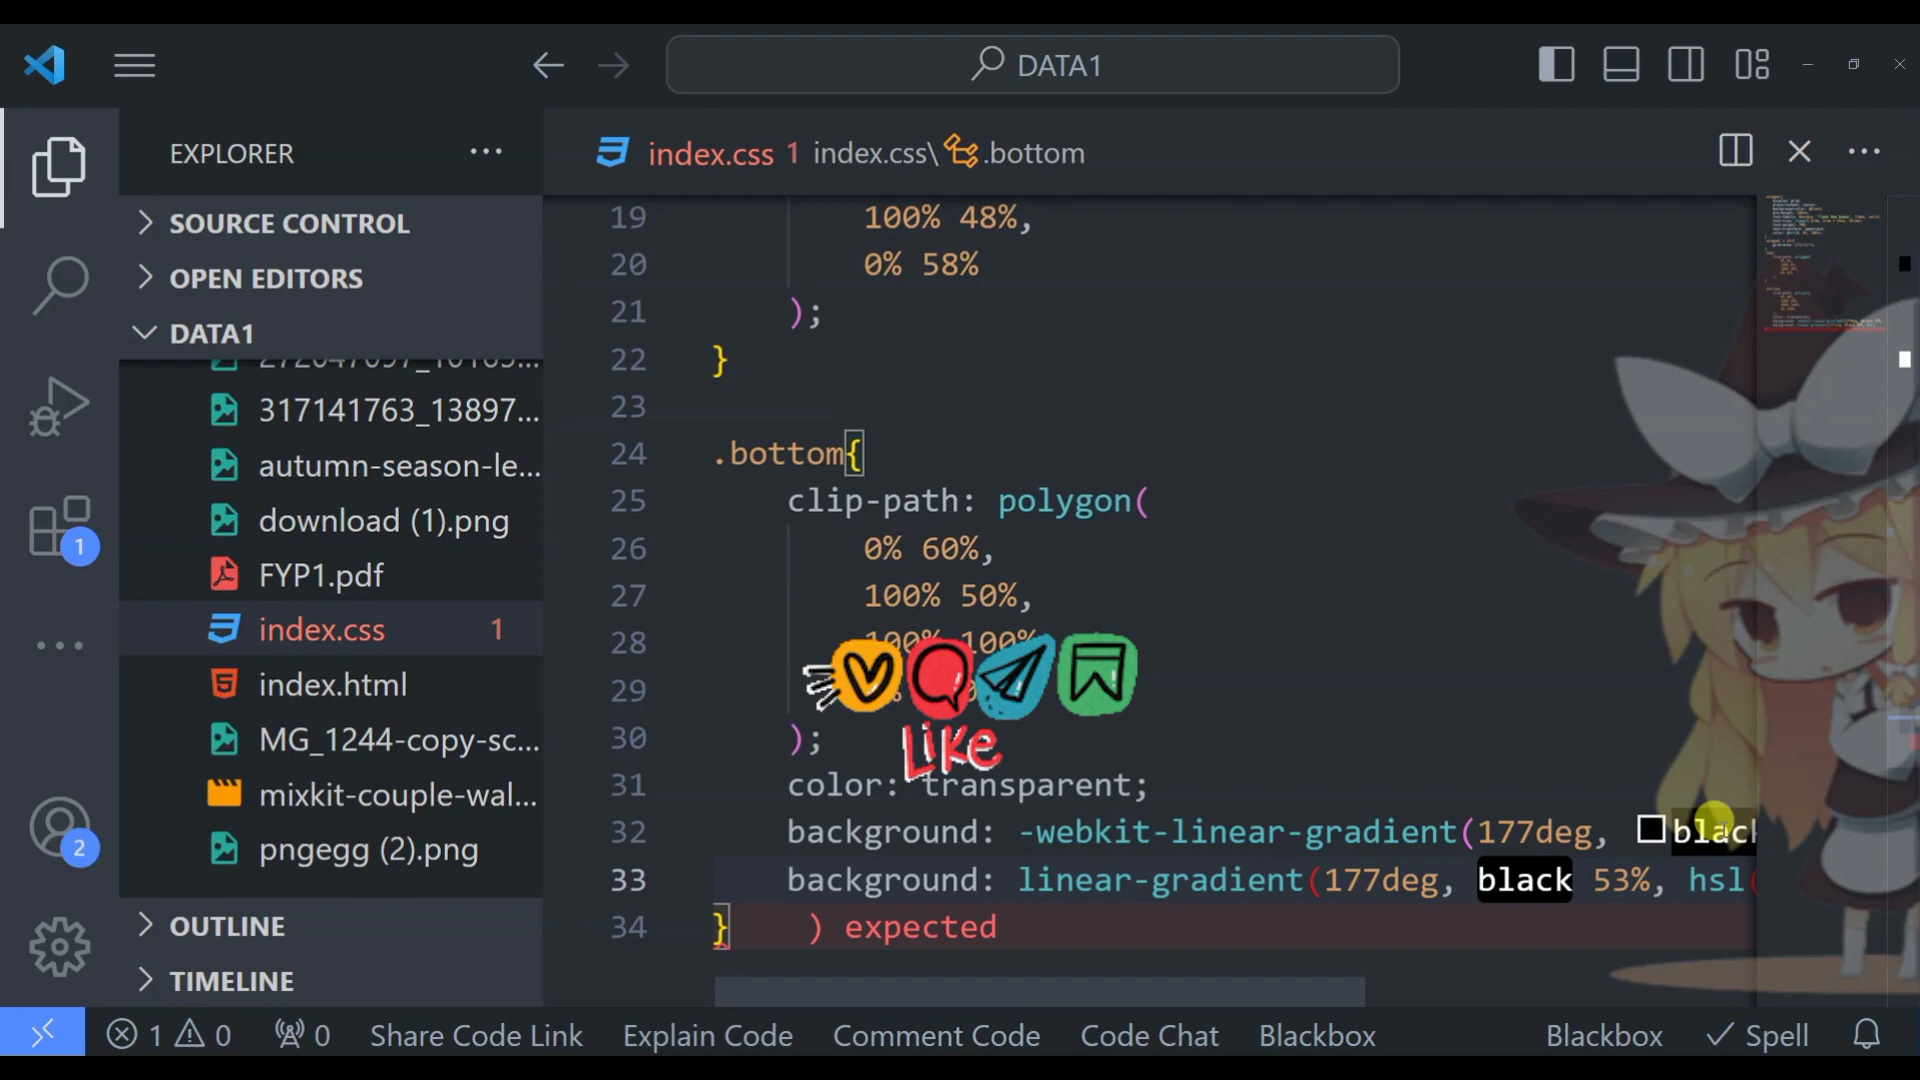 DATA1
EXPLORER ...
index.css 1 index.css\ .bottom
SOURCE CONTROL
OPEN EDITORS
DATA1
317141763_13897...
autumn-season-le...
download (1).png
FYP1.pdf
index.css 1
index.html
MG_1244-copy-sc...
mixkit-couple-wal...
pngegg (2).png
OUTLINE
TIMELINE
1
2
19 100% 48%,
20 0% 58%
21 );
22 }
23
24 .bottom{
25 clip-path: polygon(
26 0% 60%,
27 100% 50%,
28 100% 100%
29
30 );
Like
31 color: transparent;
32 background: -webkit-linear-gradient(177deg, black
33 background: linear-gradient(177deg, black 53%, hsl(
34 } ) expected
1 0 0 Share Code Link Explain Code Comment Code Code Chat Blackbox Blackbox Spell